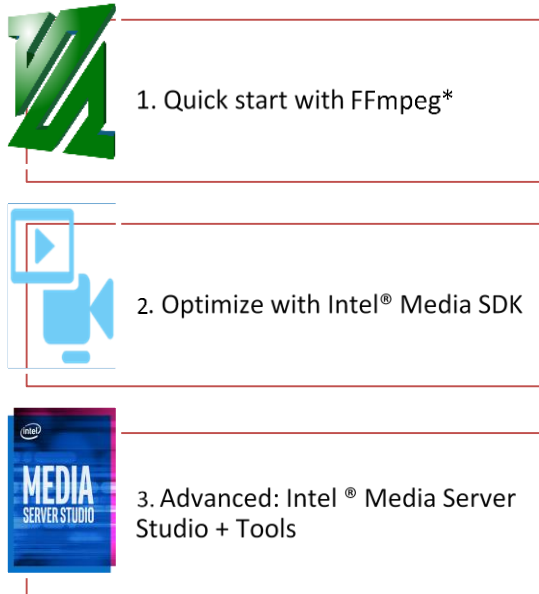 1. Quick start with FFmpeg*
2. Optimize with Intel® Media SDK
intel
MEDIA
SERVER STUDIO
3. Advanced: Intel ® Media Server
Studio + Tools